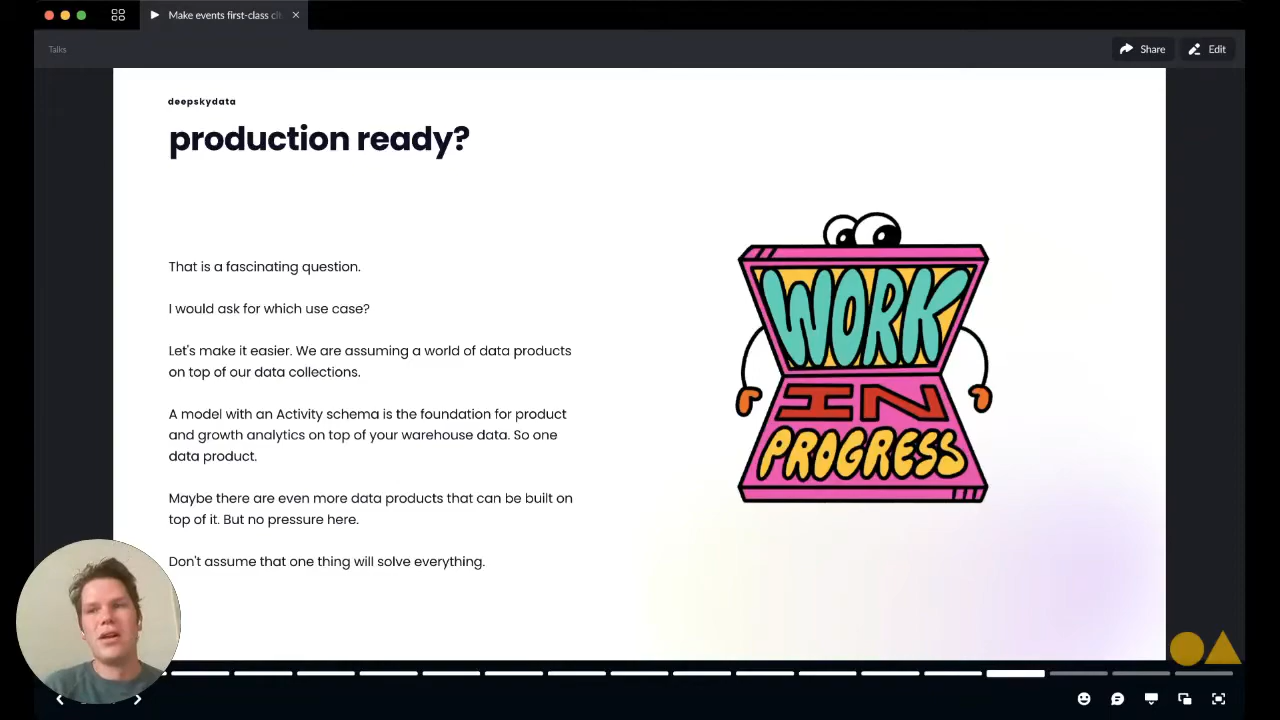 Make events first-class cit
Talks
Share
Edit
deepskydata
production ready?
That is a fascinating question.
I would ask for which use case?
Let's make it easier. We are assuming a world of data products
on top of our data collections.
A model with an Activity schema is the foundation for product
and growth analytics on top of your warehouse data. So one
data product.
Maybe there are even more data products that can be built on
top of it. But no pressure here.
Don't assume that one thing will solve everything.
WORK
IN
PROGRESS